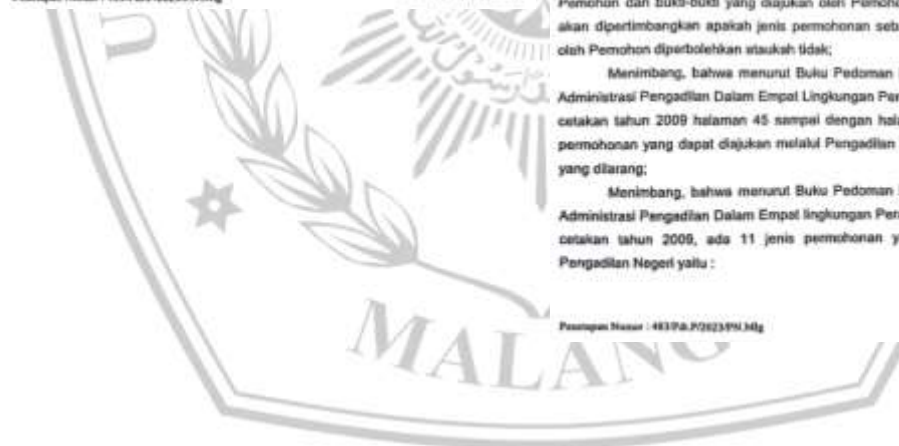 Pemohon dan bukti-bukti yang diajukan oleh Pemoho
akan dipertimbangkan apakah jenis permohonan seba
oleh Pemohon diperbolehkan ataukah tidak;
Menimbang, bahwa menurut Buku Pedoman
Administrasi Pengadilan Dalam Empat Lingkungan Per
cetakan tahun 2009 halaman 45 sampai dengan hala
permohonan yang dapat diajukan melalui Pengadilan
yang dilarang;
Menimbang, bahwa menurut Buku Pedoman
Administrasi Pengadilan Dalam Empat lingkungan Per
cetakan tahun 2009, ada 11 jenis permohonan y
Pengadilan Negeri yaitu :
Penetapan Nomor : 483/Pdt.P/2023/PN.Mlg
U
MALANG